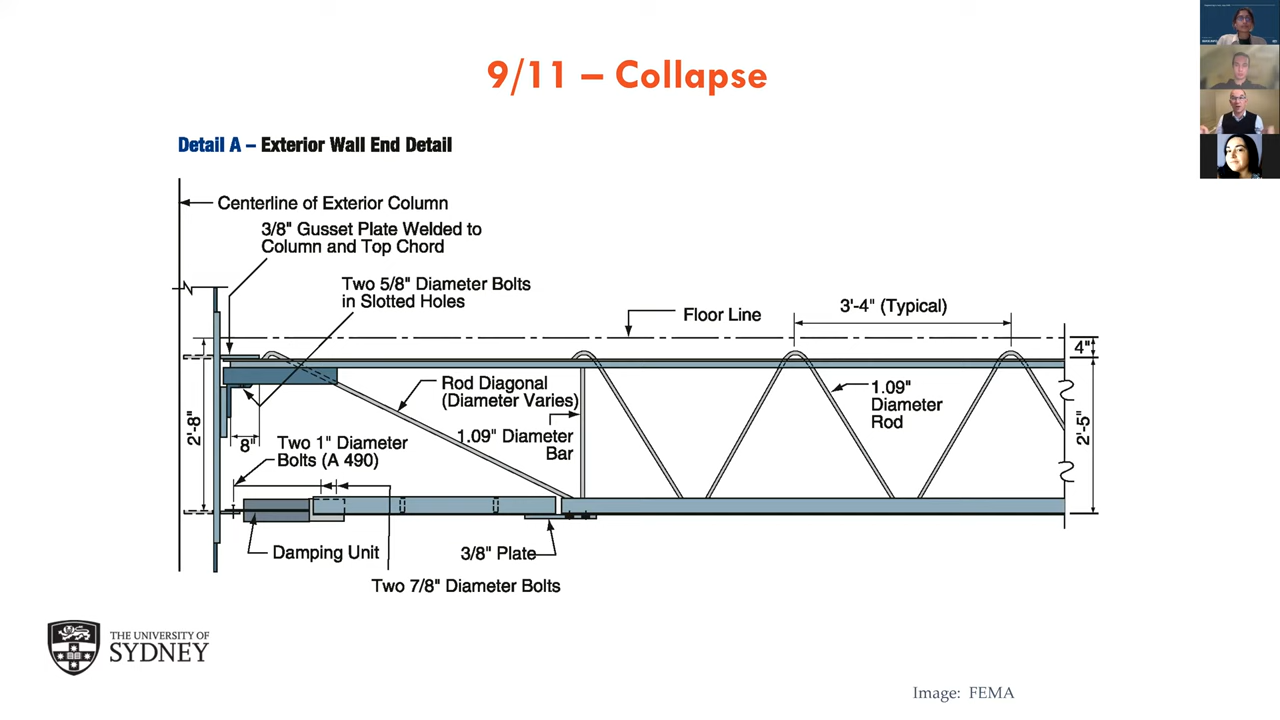 9/11 – Collapse
Detail A – Exterior Wall End Detail
Centerline of Exterior Column
3/8" Gusset Plate Welded to
Column and Top Chord
Two 5/8" Diameter Bolts
in Slotted Holes
Floor Line
3'-4" (Typical)
4"
Rod Diagonal
(Diameter Varies)
1.09"
Diameter
Rod
1.09" Diameter
Bar
2'-8"
2'-5"
8"
Two 1" Diameter
Bolts (A 490)
Damping Unit
3/8" Plate
Two 7/8" Diameter Bolts
THE UNIVERSITY OF
SYDNEY
Image: FEMA